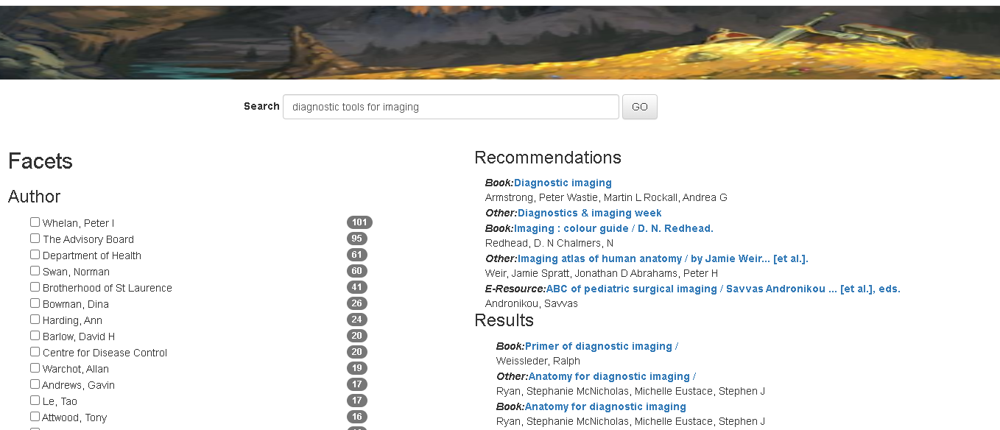 Search diagnostic tools for imaging GO
Facets
Author
Whelan, Peter I 101
The Advisory Board 95
Department of Health 61
Swan, Norman 60
Brotherhood of St Laurence 41
Bowman, Dina 26
Harding, Ann 24
Barlow, David H 20
Centre for Disease Control 20
Warchot, Allan 19
Andrews, Gavin 17
Le, Tao 17
Attwood, Tony 16
Recommendations
Book:Diagnostic imaging
Armstrong, Peter Wastie, Martin L Rockall, Andrea G
Other:Diagnostics & imaging week
Book:Imaging : colour guide / D. N. Redhead.
Redhead, D. N Chalmers, N
Other:Imaging atlas of human anatomy / by Jamie Weir... [et al.].
Weir, Jamie Spratt, Jonathan D Abrahams, Peter H
E-Resource:ABC of pediatric surgical imaging / Savvas Andronikou ... [et al.], eds.
Andronikou, Savvas
Results
Book:Primer of diagnostic imaging /
Weissleder, Ralph
Other:Anatomy for diagnostic imaging /
Ryan, Stephanie McNicholas, Michelle Eustace, Stephen J
Book:Anatomy for diagnostic imaging
Ryan, Stephanie McNicholas, Michelle Eustace, Stephen J